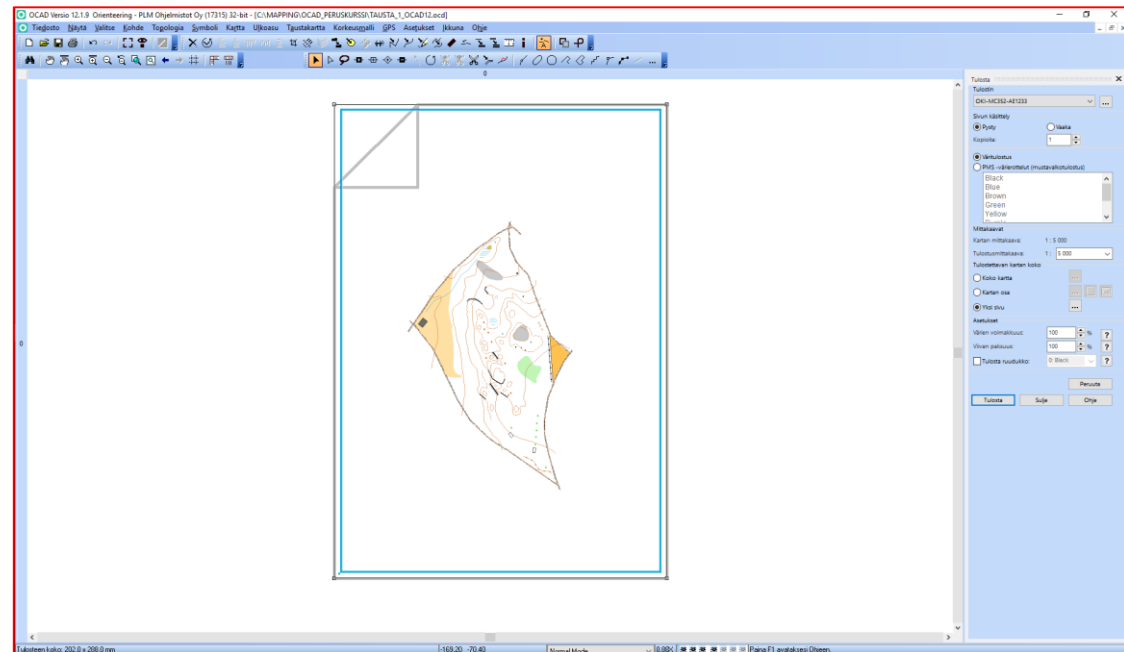 OCAD Versio 12.1.9 Orienteering - PLM Ohjelmistot Oy (17315) 32-bit - [C:\MAPPING\OCAD_PERUSKURSSI\TAUSTA_1_OCAD12.ocd]
Tiedosto Näytä Valitse Kohde Topologia Symboli Kartta Ulkoasu Taustakartta Korkeusmalli GPS Asetukset Ikkuna Ohje
0
0
Tulosta
Tulostin
OKI-MC352-AE1233
Sivun käsittely
Pysty Vaaka
Kopioita: 1
Väritulostus
PMS -värierottelut (mustavalkotulostus)
Black
Blue
Brown
Green
Yellow
Mittakaavat
Kartan mittakaava: 1 : 5 000
Tulostusmittakaava: 1 : 5 000
Tulostettavan kartan koko
Koko kartta
Kartan osa
Yksi sivu
Asetukset
Värien voimakkuus: 100 % ?
Viivan paksuus: 100 % ?
Tulosta ruudukko: 0: Black ?
Peruuta
Tulosta Sulje Ohje
Tulosteen koko: 202.0 x 288.0 mm -169.20 -70.40 Normal Mode 0.88X Paina F1 avataksesi Ohjeen.